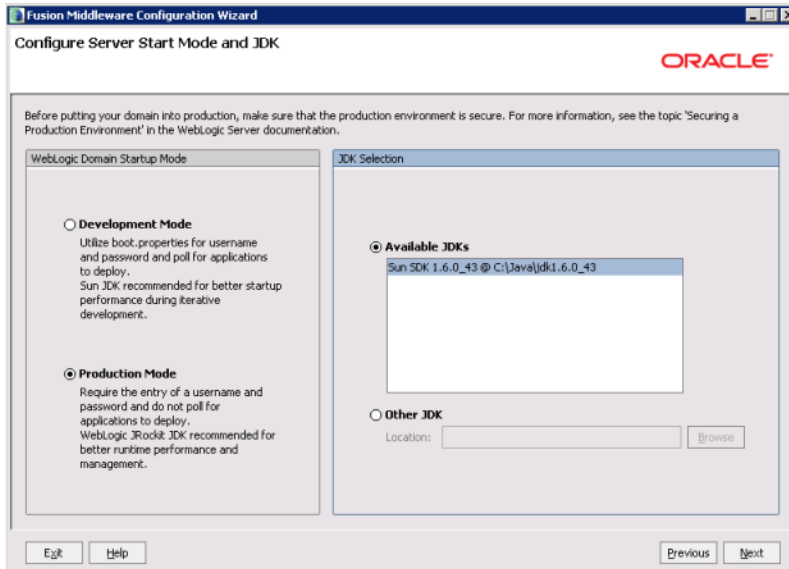 Fusion Middleware Configuration Wizard
Configure Server Start Mode and JDK
ORACLE
Before putting your domain into production, make sure that the production environment is secure. For more information, see the topic 'Securing a
Production Environment' in the WebLogic Server documentation.
WebLogic Domain Startup Mode
Development Mode
Utilize boot.properties for username
and password and poll for applications
to deploy.
Sun JDK recommended for better startup
performance during iterative
development.
Production Mode
Require the entry of a username and
password and do not poll for
applications to deploy.
WebLogic JRockit JDK recommended for
better runtime performance and
management.
JDK Selection
Available JDKs
Sun SDK 1.6.0_43 @ C:\Java\jdk1.6.0_43
Other JDK
Location:
Browse
Exit
Help
Previous
Next